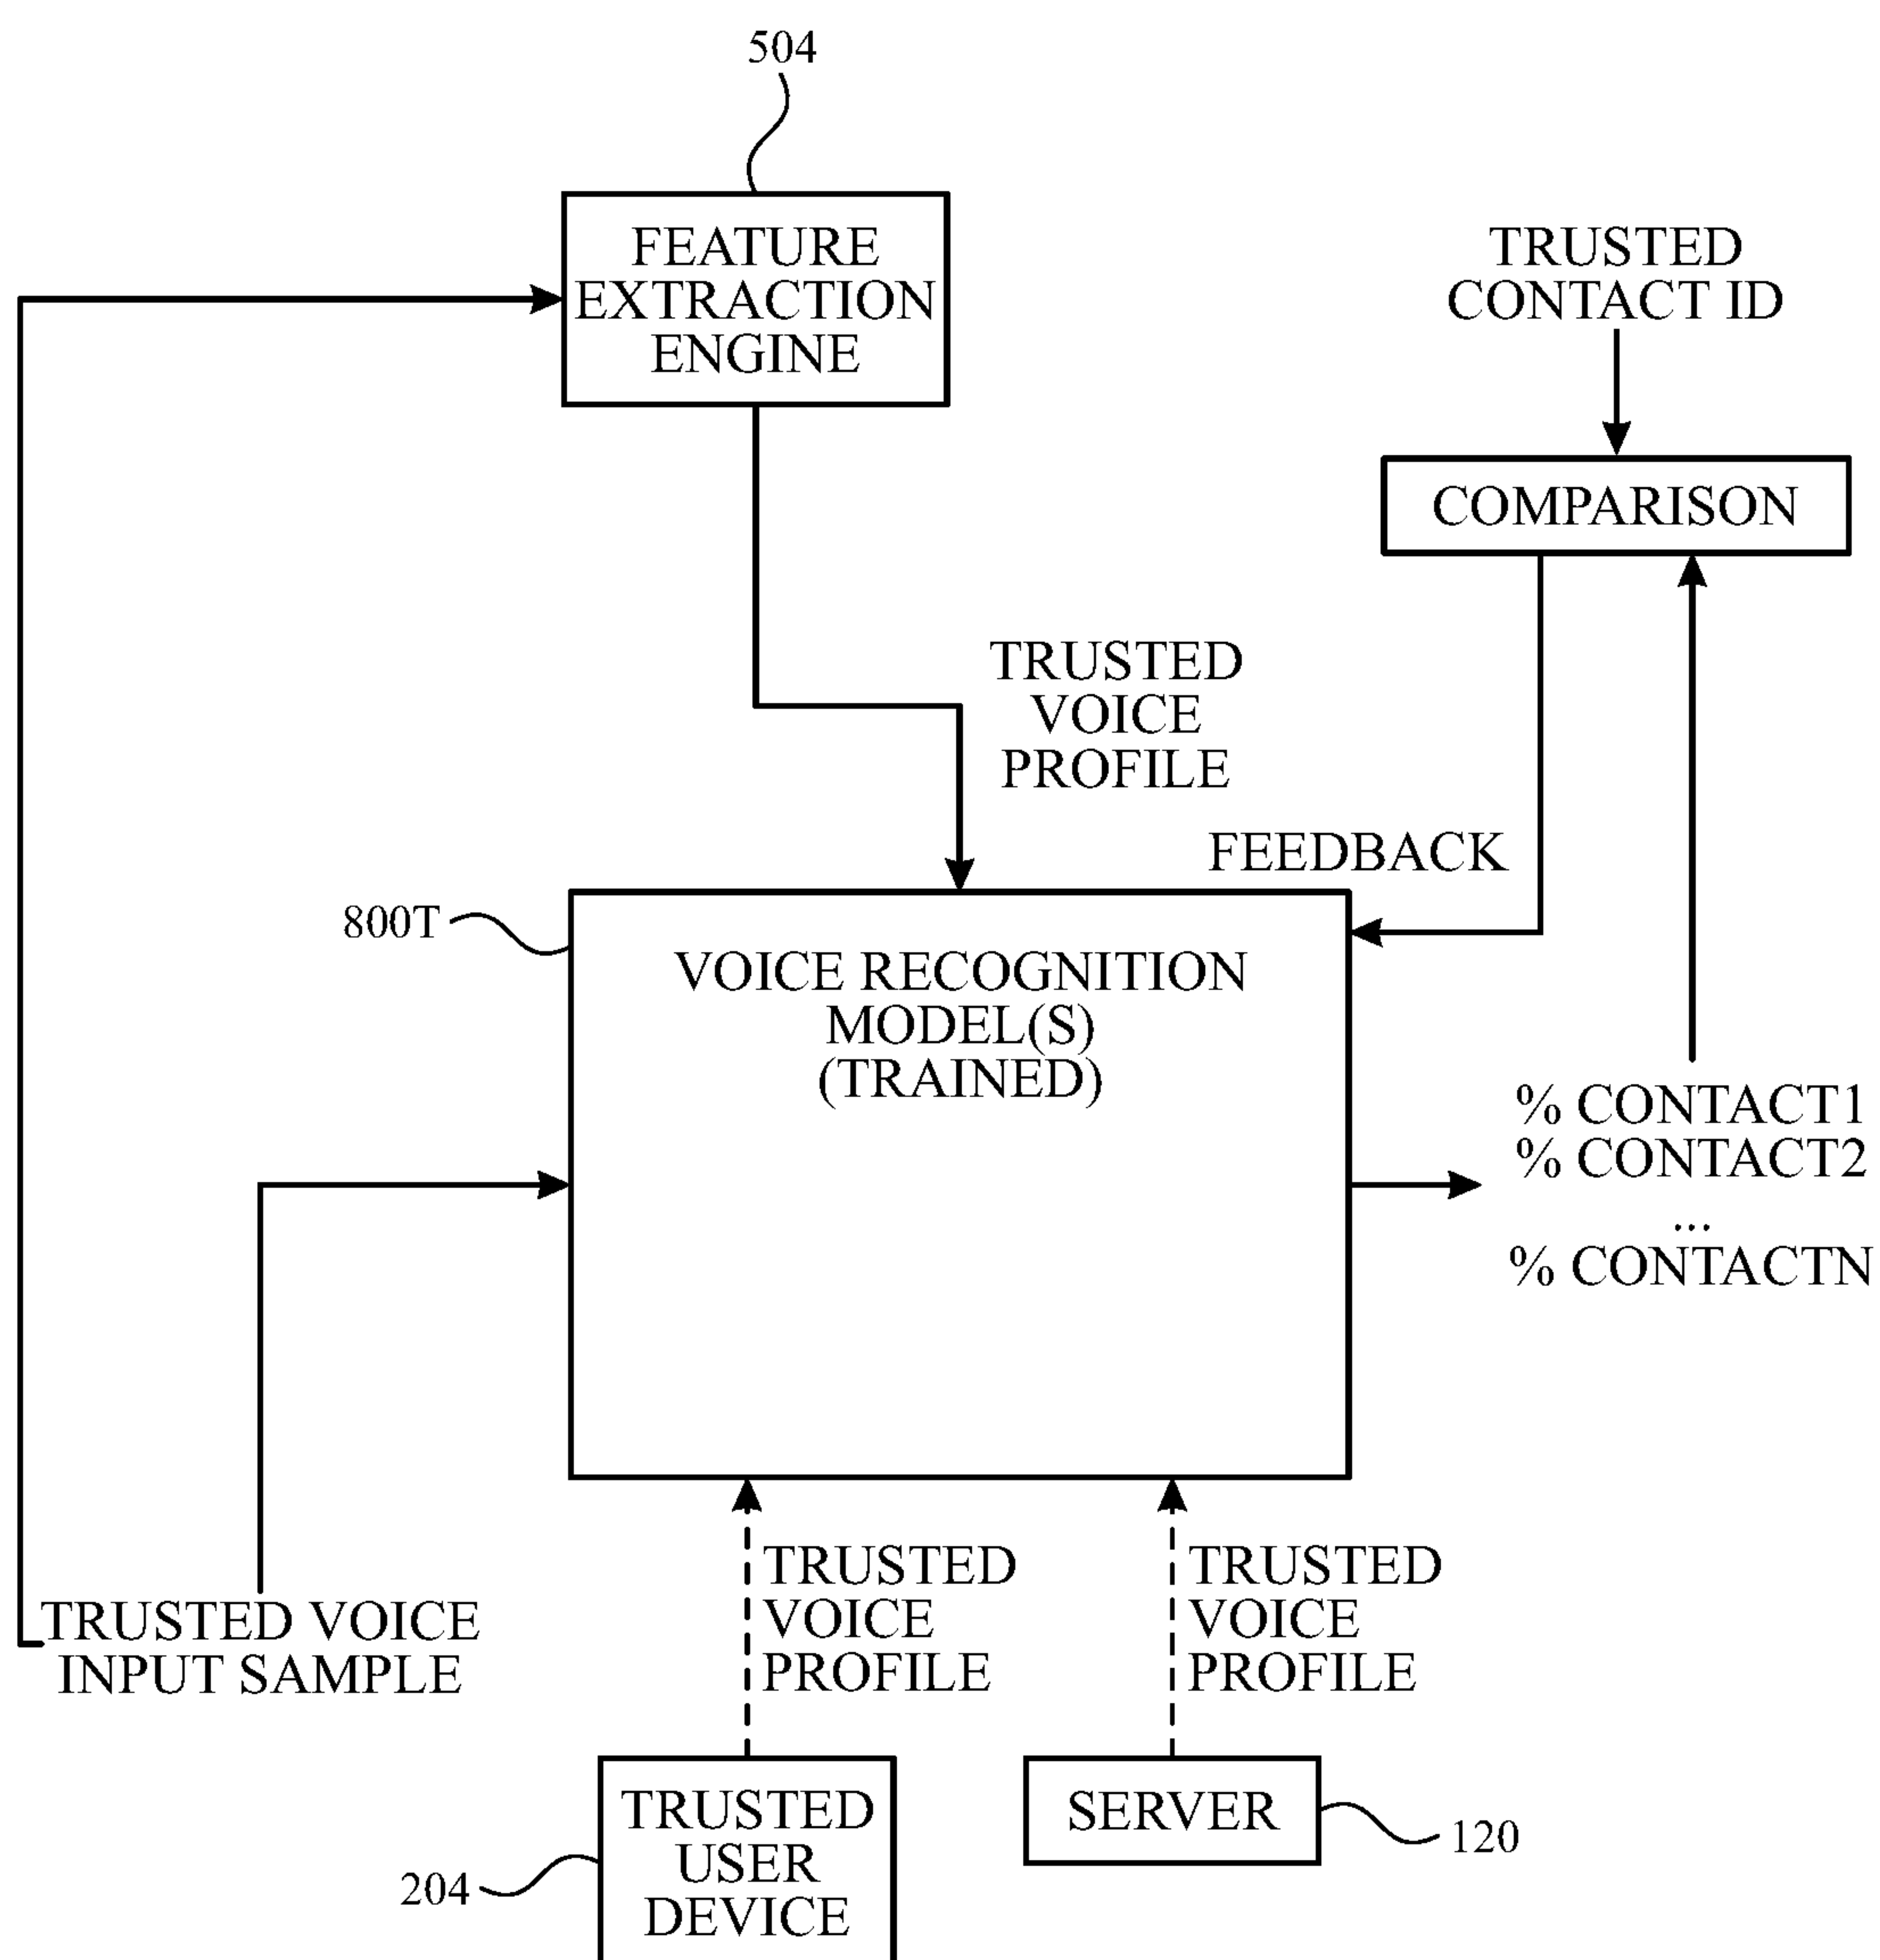 504
FEATURE
EXTRACTION
ENGINE
TRUSTED
CONTACT ID
COMPARISON
TRUSTED
VOICE
PROFILE
FEEDBACK
800T
VOICE RECOGNITION
MODEL(S)
(TRAINED)
% CONTACT1
% CONTACT2
...
% CONTACTN
TRUSTED VOICE
INPUT SAMPLE
TRUSTED
VOICE
PROFILE
TRUSTED
VOICE
PROFILE
TRUSTED
USER
DEVICE
204
SERVER
120